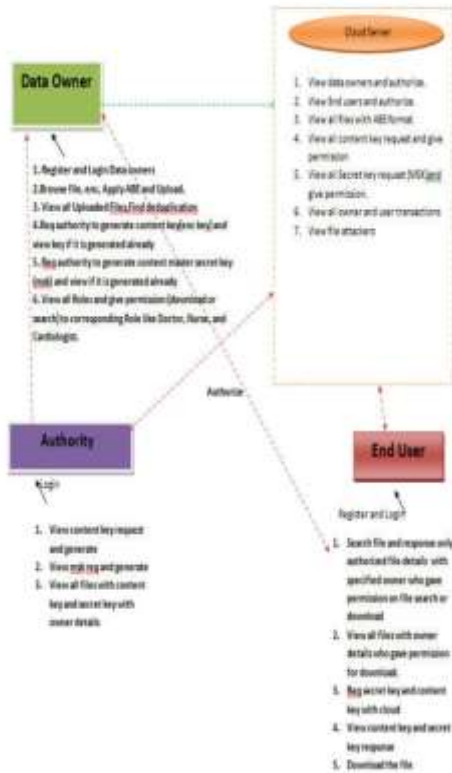 Cloud Server
1. View data owners and authorize.
2. View End users and authorize.
3. View all files with ABE format
4. View all content key request and give
permission
5. View all Secret key request (MSK)and
give permission.
6. View all owner and user transactions
7. View file attackers
Data Owner
1. Register and Login Data owners
2.Browse file, enc, Apply ABE and Upload.
3. View all Uploaded Files,Find deduplication
4.Req authority to generate content key(enc key)and
view key if it is generated already
5. Req authority to generate content master secret key
(msk) and view if it is generated already
6. View all Roles and give permission(download or
search)to corresponding Role like Doctor, Nurse, and
Cardiologist.
Authorize
Authority
Login
1. View content key request
and generate
2. View msk req and generate
3. View all files with content
key and secret key with
owner details
End User
Register and Login
1. Search file and response only
authorized file details with
specified owner who gave
permission on file search or
download
2. View all files with owner
details who gave permission
for download.
3. Req secret key and content
key with cloud
4. View content key and secret
key response
5. Download the file